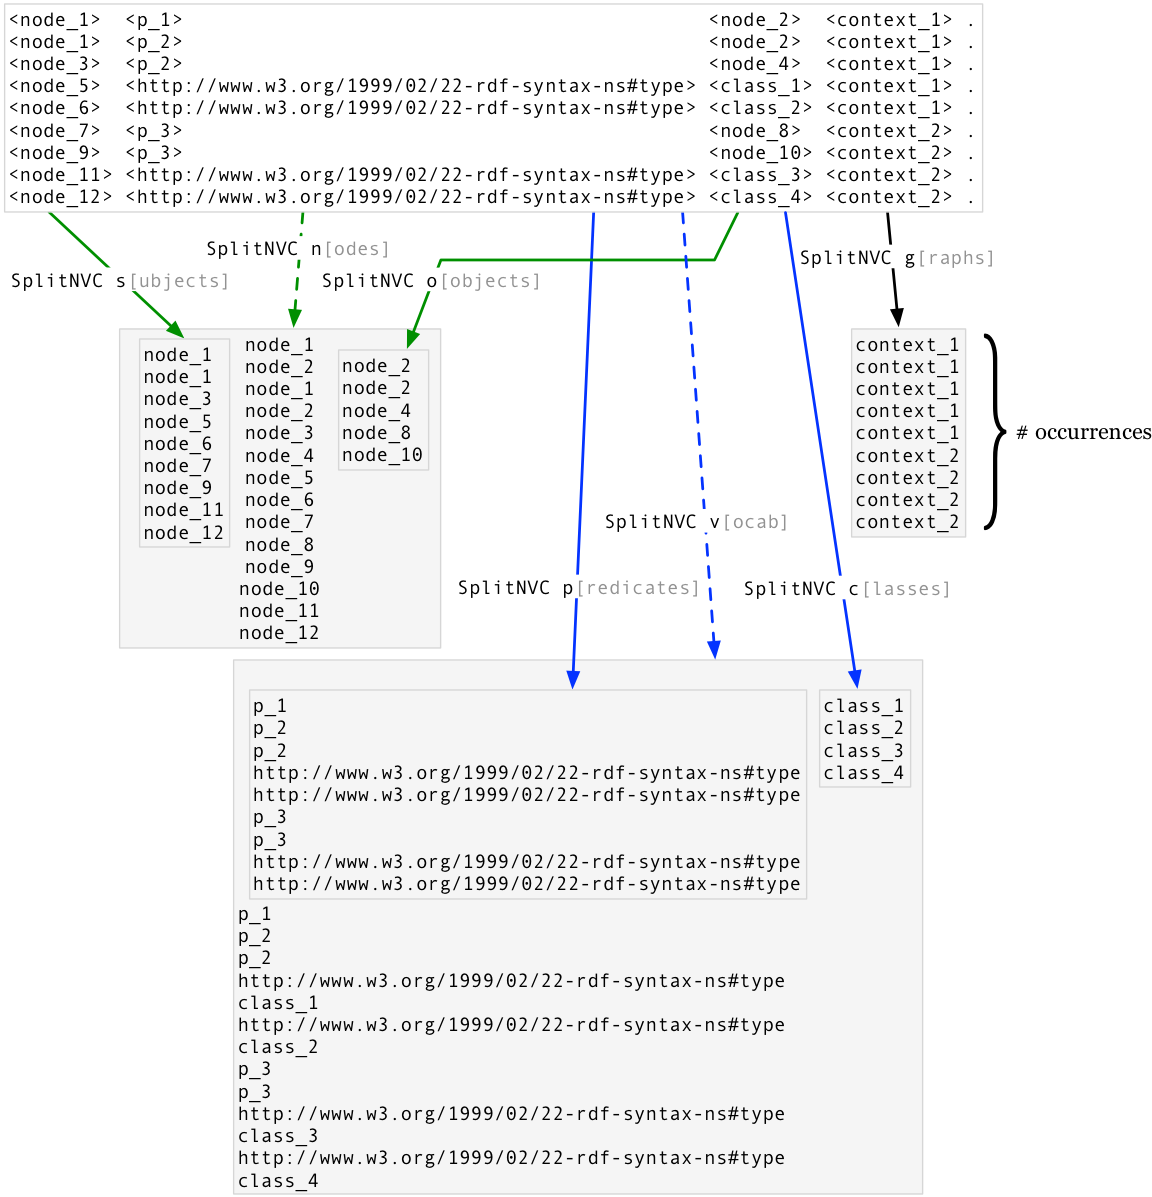 <node_1>  <p_1>                                             <node_2>  <context_1> .
<node_1>  <p_2>                                             <node_2>  <context_1> .
<node_3>  <p_2>                                             <node_4>  <context_1> .
<node_5>  <http://www.w3.org/1999/02/22-rdf-syntax-ns#type> <class_1> <context_1> .
<node_6>  <http://www.w3.org/1999/02/22-rdf-syntax-ns#type> <class_2> <context_1> .
<node_7>  <p_3>                                             <node_8>  <context_2> .
<node_9>  <p_3>                                             <node_10> <context_2> .
<node_11> <http://www.w3.org/1999/02/22-rdf-syntax-ns#type> <class_3> <context_2> .
<node_12> <http://www.w3.org/1999/02/22-rdf-syntax-ns#type> <class_4> <context_2> .
SplitNVC n[odes]
SplitNVC g[raphs]
SplitNVC s[ubjects]
SplitNVC o[objects]
node_1
node_1
node_3
node_5
node_6
node_7
node_9
node_11
node_12
node_1
node_2
node_1
node_2
node_3
node_4
node_5
node_6
node_7
node_8
node_9
node_10
node_11
node_12
node_2
node_2
node_4
node_8
node_10
context_1
context_1
context_1
context_1
context_1
context_2
context_2
context_2
context_2
# occurrences
SplitNVC v[ocab]
SplitNVC p[redicates]
SplitNVC c[lasses]
p_1
p_2
p_2
http://www.w3.org/1999/02/22-rdf-syntax-ns#type
http://www.w3.org/1999/02/22-rdf-syntax-ns#type
p_3
p_3
http://www.w3.org/1999/02/22-rdf-syntax-ns#type
http://www.w3.org/1999/02/22-rdf-syntax-ns#type
class_1
class_2
class_3
class_4
p_1
p_2
p_2
http://www.w3.org/1999/02/22-rdf-syntax-ns#type
class_1
http://www.w3.org/1999/02/22-rdf-syntax-ns#type
class_2
p_3
p_3
http://www.w3.org/1999/02/22-rdf-syntax-ns#type
class_3
http://www.w3.org/1999/02/22-rdf-syntax-ns#type
class_4